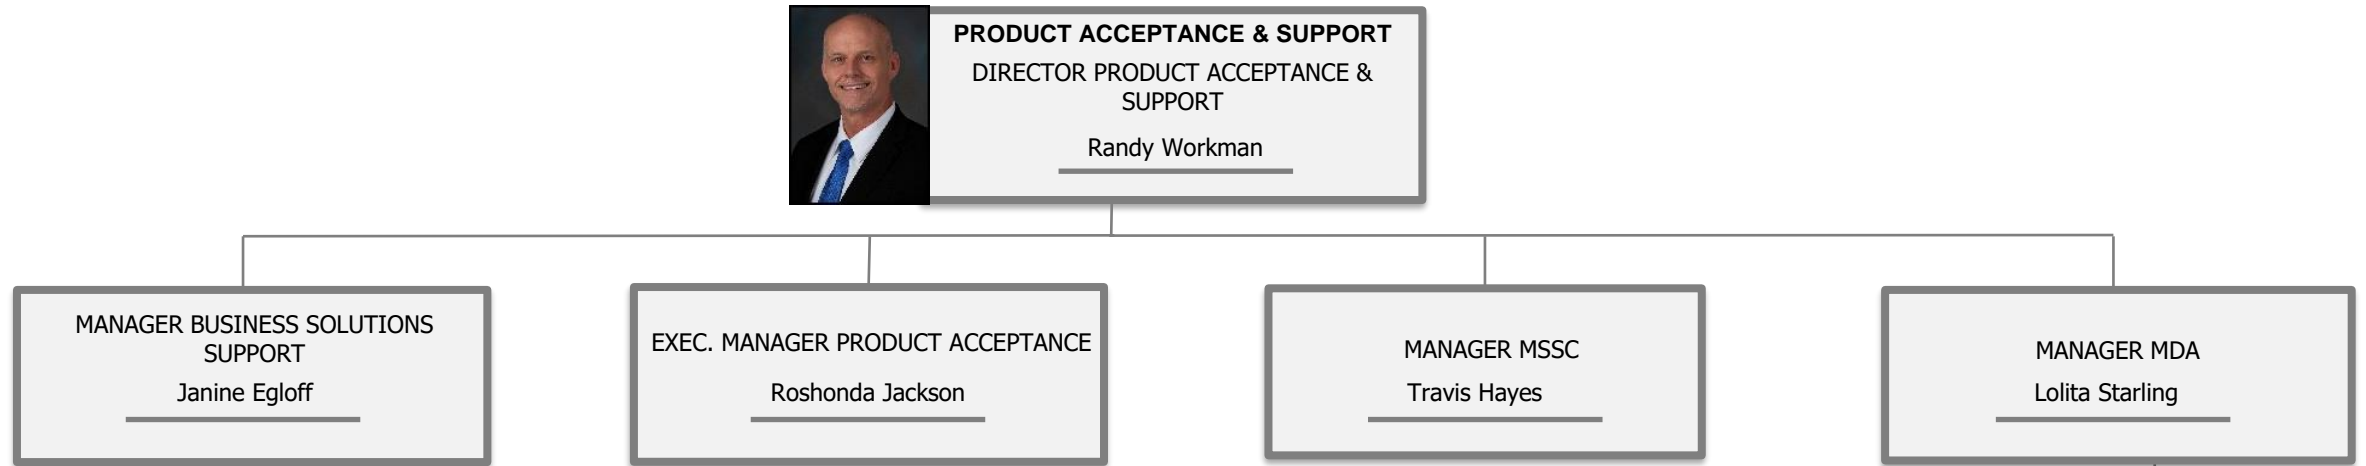 PRODUCT ACCEPTANCE & SUPPORT
DIRECTOR PRODUCT ACCEPTANCE &
SUPPORT
Randy Workman
MANAGER BUSINESS SOLUTIONS
SUPPORT
Janine Egloff
EXEC. MANAGER PRODUCT ACCEPTANCE
Roshonda Jackson
MANAGER MSSC
Travis Hayes
MANAGER MDA
Lolita Starling